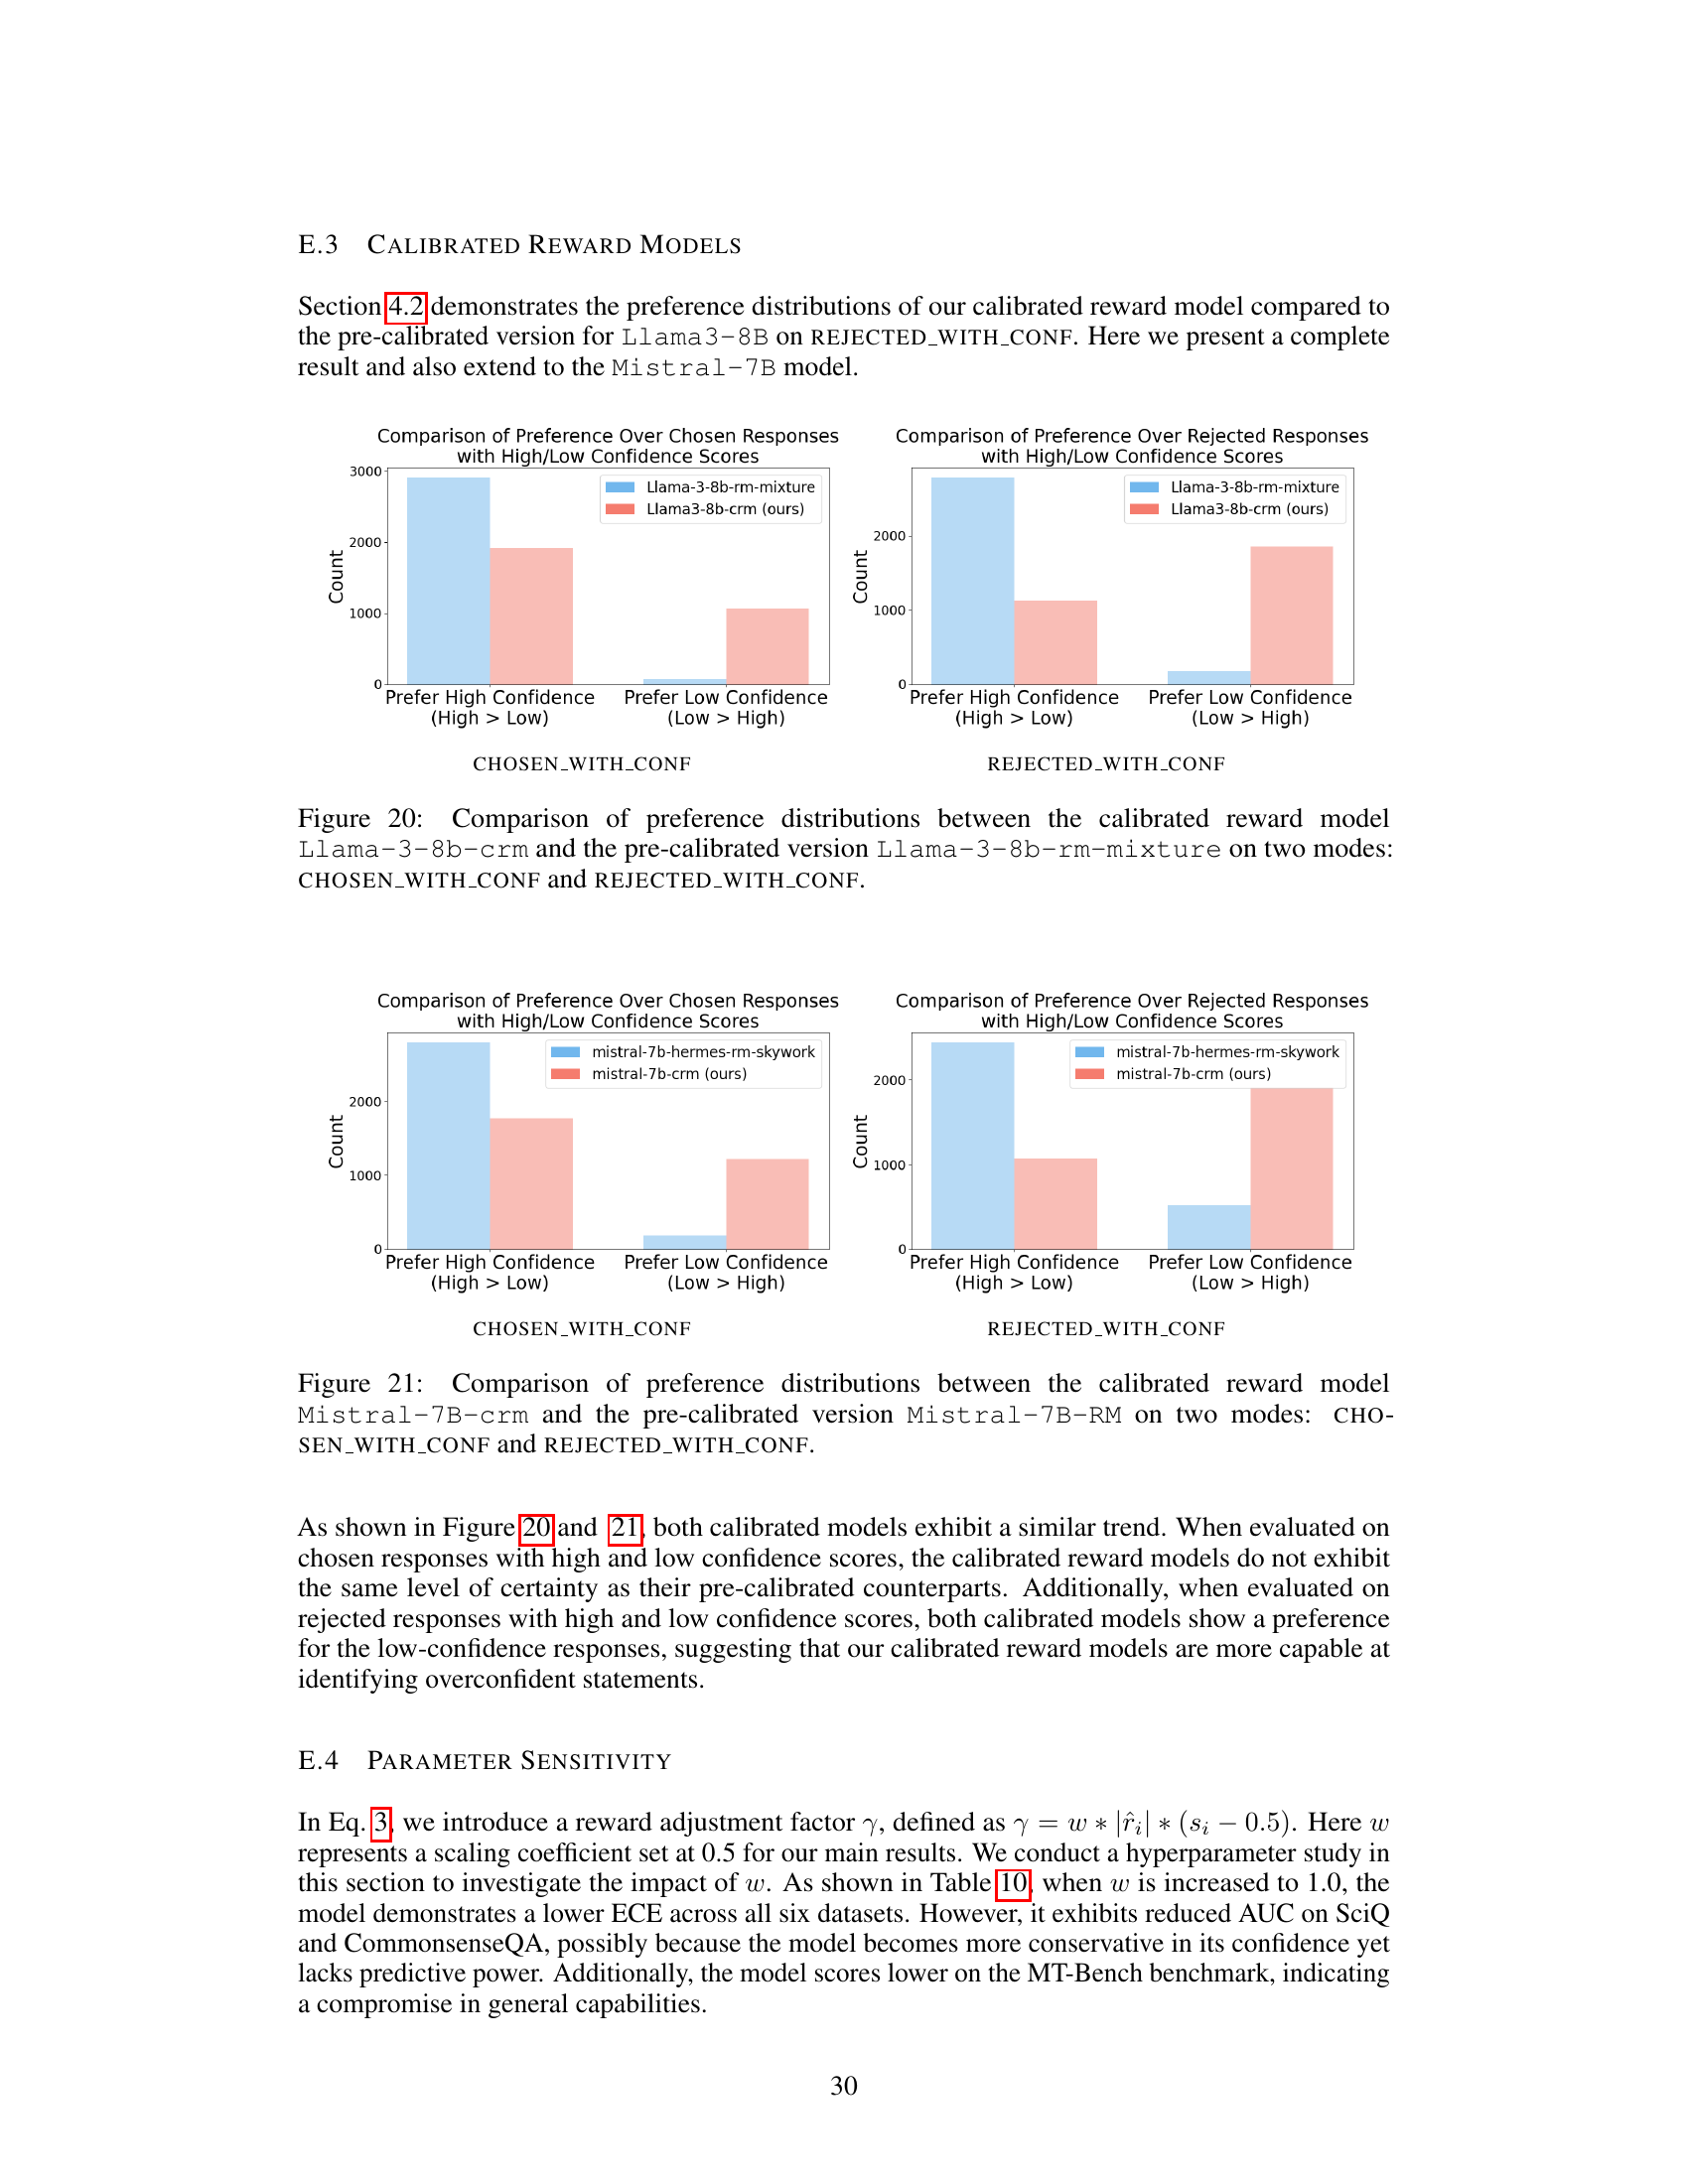 E.3 CALIBRATED REWARD MODELS
Section 4.2 demonstrates the preference distributions of our calibrated reward model compared to
the pre-calibrated version for Llama3-8B on REJECTED_WITH_CONF. Here we present a complete
result and also extend to the Mistral-7B model.
Comparison of Preference Over Chosen Responses
with High/Low Confidence Scores
3000
2000
1000
0
Count
Llama-3-8b-rm-mixture
Llama3-8b-crm (ours)
Prefer High Confidence
(High > Low)
Prefer Low Confidence
(Low > High)
CHOSEN_WITH_CONF
Comparison of Preference Over Rejected Responses
with High/Low Confidence Scores
2000
1000
0
Count
Llama-3-8b-rm-mixture
Llama3-8b-crm (ours)
Prefer High Confidence
(High > Low)
Prefer Low Confidence
(Low > High)
REJECTED_WITH_CONF
Figure 20: Comparison of preference distributions between the calibrated reward model
Llama-3-8b-crm and the pre-calibrated version Llama-3-8b-rm-mixture on two modes:
CHOSEN_WITH_CONF and REJECTED_WITH_CONF.
Comparison of Preference Over Chosen Responses
with High/Low Confidence Scores
2000
1000
0
Count
mistral-7b-hermes-rm-skywork
mistral-7b-crm (ours)
Prefer High Confidence
(High > Low)
Prefer Low Confidence
(Low > High)
CHOSEN_WITH_CONF
Comparison of Preference Over Rejected Responses
with High/Low Confidence Scores
2000
1000
0
Count
mistral-7b-hermes-rm-skywork
mistral-7b-crm (ours)
Prefer High Confidence
(High > Low)
Prefer Low Confidence
(Low > High)
REJECTED_WITH_CONF
Figure 21: Comparison of preference distributions between the calibrated reward model
Mistral-7B-crm and the pre-calibrated version Mistral-7B-RM on two modes: CHO-
SEN_WITH_CONF and REJECTED_WITH_CONF.
As shown in Figure 20 and 21, both calibrated models exhibit a similar trend. When evaluated on
chosen responses with high and low confidence scores, the calibrated reward models do not exhibit
the same level of certainty as their pre-calibrated counterparts. Additionally, when evaluated on
rejected responses with high and low confidence scores, both calibrated models show a preference
for the low-confidence responses, suggesting that our calibrated reward models are more capable at
identifying overconfident statements.
E.4 PARAMETER SENSITIVITY
In Eq. 3, we introduce a reward adjustment factor γ, defined as γ = w ∗ |r̂ᵢ| ∗ (sᵢ − 0.5). Here w
represents a scaling coefficient set at 0.5 for our main results. We conduct a hyperparameter study in
this section to investigate the impact of w. As shown in Table 10, when w is increased to 1.0, the
model demonstrates a lower ECE across all six datasets. However, it exhibits reduced AUC on SciQ
and CommonsenseQA, possibly because the model becomes more conservative in its confidence yet
lacks predictive power. Additionally, the model scores lower on the MT-Bench benchmark, indicating
a compromise in general capabilities.
30